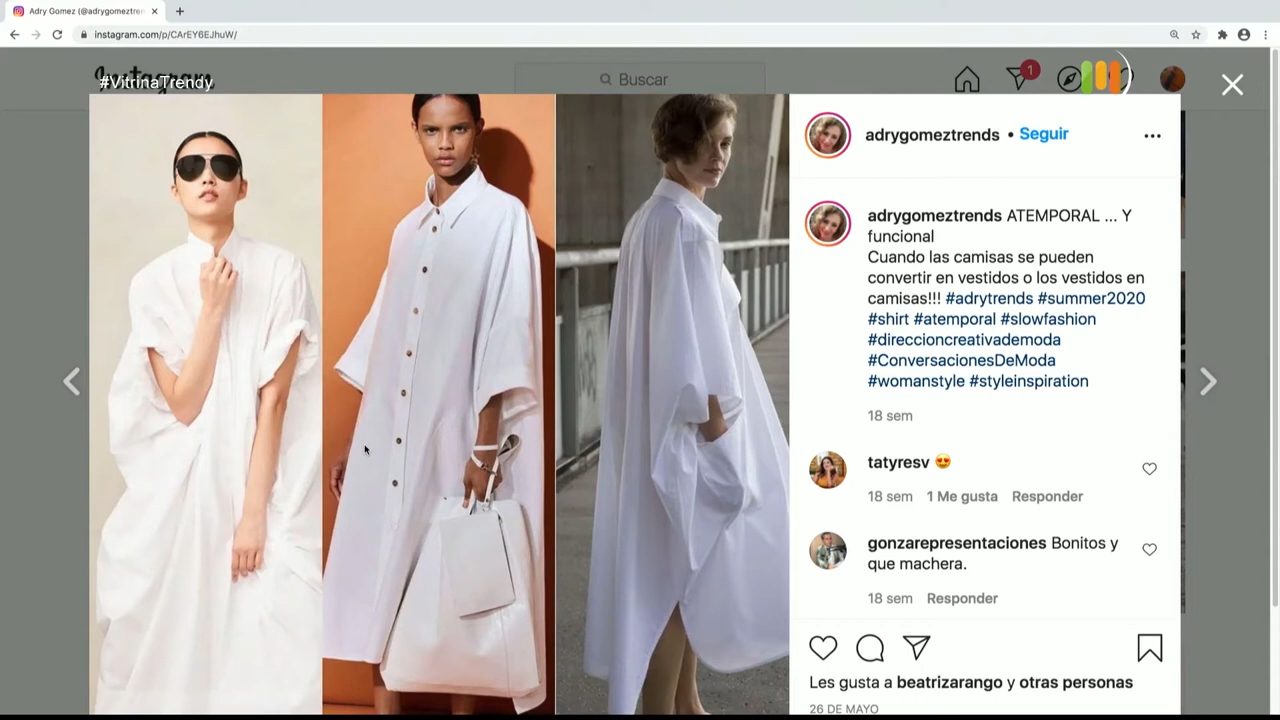 Adry Gomez (@adrygomeztren
instagram.com/p/CArEY6EJhuW/
Instagram
#VitrinaTrendy
Buscar
1
adrygomeztrends • Seguir
adrygomeztrends ATEMPORAL ... Y
funcional
Cuando las camisas se pueden
convertir en vestidos o los vestidos en
camisas!!! #adrytrends #summer2020
#shirt #atemporal #slowfashion
#direccioncreativademoda
#ConversacionesDeModa
#womanstyle #styleinspiration
18 sem
tatyresv 😍
18 sem 1 Me gusta Responder
gonzarepresentaciones Bonitos y
que machera.
18 sem Responder
Les gusta a beatrizarango y otras personas
26 DE MAYO